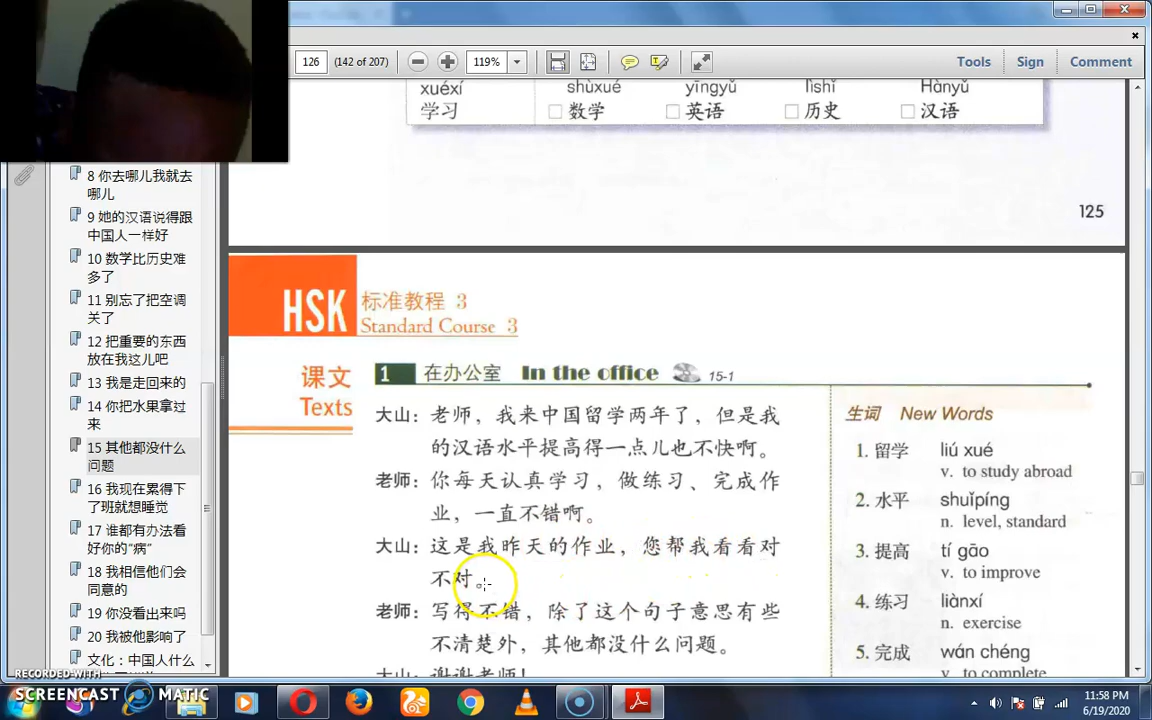 126
(142 of 207)
119%
Tools
Sign
Comment
xuéxí
shùxué
yīngyǔ
lìshǐ
Hànyǔ
学习
数学
英语
历史
汉语
125
8 你去哪儿我就去
哪儿
9 她的汉语说得跟
中国人一样好
10 数学比历史难
多了
11 别忘了把空调
关了
12 把重要的东西
放在我这儿吧
13 我是走回来的
14 你把水果拿过
来
15 其他都没什么
问题
16 我现在累得下
了班就想睡觉
17 谁都有办法看
好你的“病”
18 我相信他们会
同意的
19 你没看出来吗
20 我被他影响了
文化：中国人什么
HSK
标准教程 3
Standard Course 3
课文
Texts
1 在办公室 In the office 15-1
大山：老师，我来中国留学两年了，但是我
的汉语水平提高得一点儿也不快啊。
老师：你每天认真学习，做练习、完成作
业，一直不错啊。
大山：这是我昨天的作业，您帮我看看对
不对。
老师：写得不错，除了这个句子意思有些
不清楚外，其他都没什么问题。
大山：谢谢老师！
生词 New Words
1. 留学 liú xué
v. to study abroad
2. 水平 shuǐpíng
n. level, standard
3. 提高 tí gāo
v. to improve
4. 练习 liànxí
n. exercise
5. 完成 wán chéng
v. to complete
RECORDED WITH
SCREENCAST MATIC
11:58 PM
6/19/2020